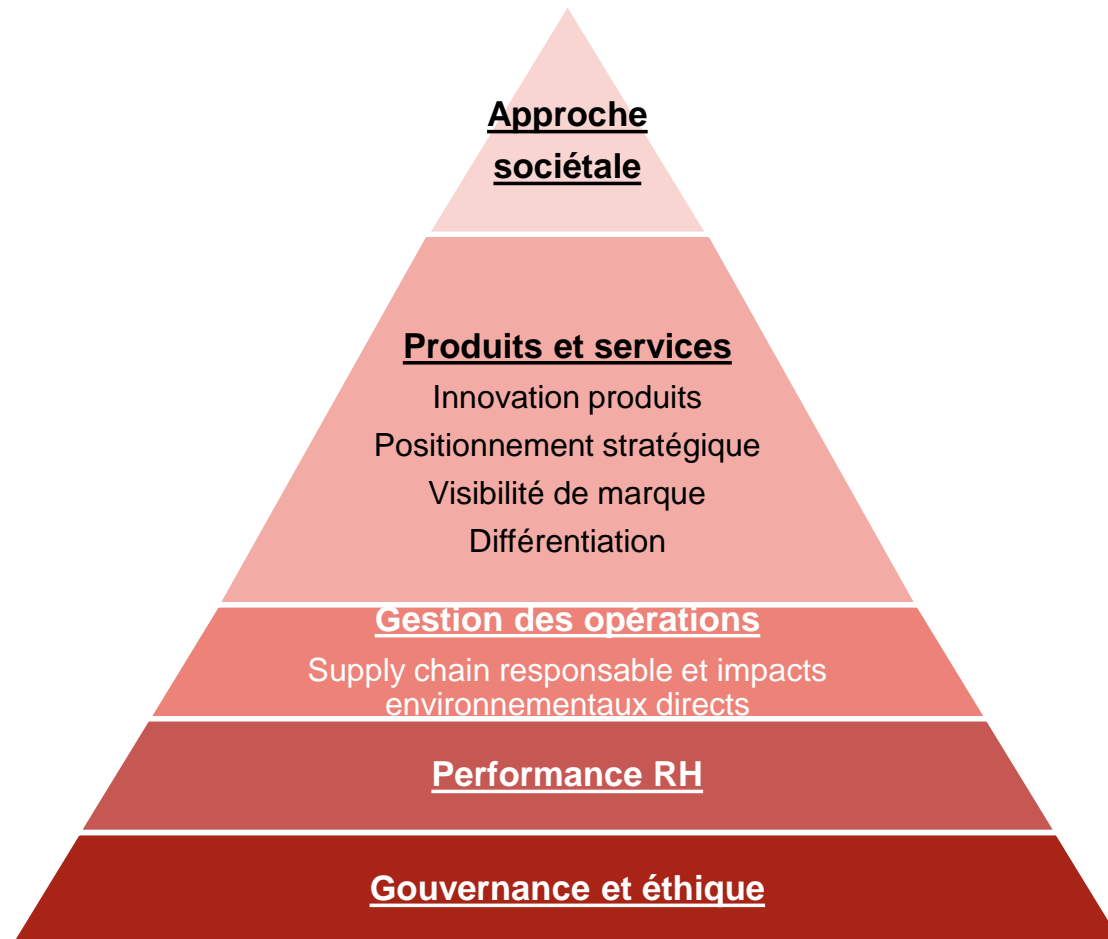 Approche
sociétale
Produits et services
Innovation produits
Positionnement stratégique
Visibilité de marque
Différentiation
Gestion des opérations
Supply chain responsable et impacts
environnementaux directs
Performance RH
Gouvernance et éthique